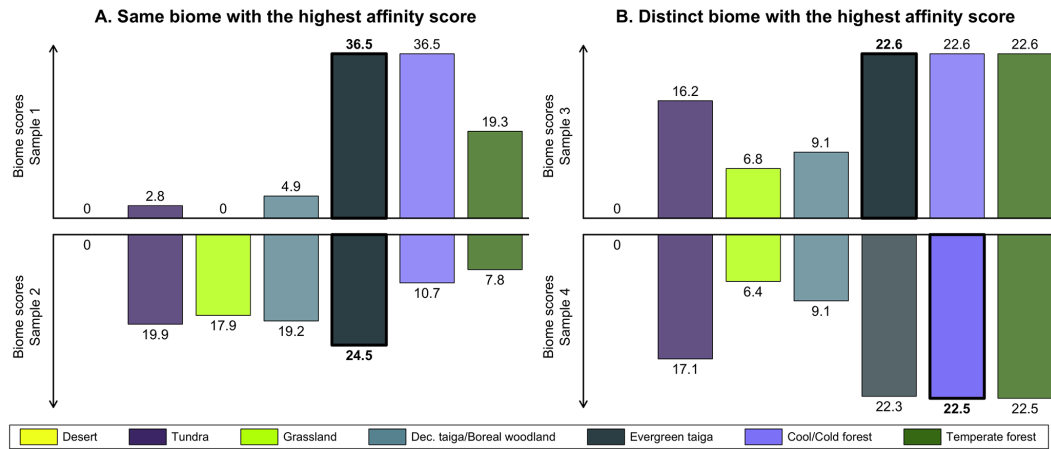 A. Same biome with the highest affinity score
Biome scores
Sample 1
0
2.8
0
4.9
36.5
36.5
19.3
Biome scores
Sample 2
0
19.9
17.9
19.2
24.5
10.7
7.8
B. Distinct biome with the highest affinity score
Biome scores
Sample 3
0
16.2
6.8
9.1
22.6
22.6
22.6
Biome scores
Sample 4
0
17.1
6.4
9.1
22.3
22.5
22.5
Desert
Tundra
Grassland
Dec. taiga/Boreal woodland
Evergreen taiga
Cool/Cold forest
Temperate forest